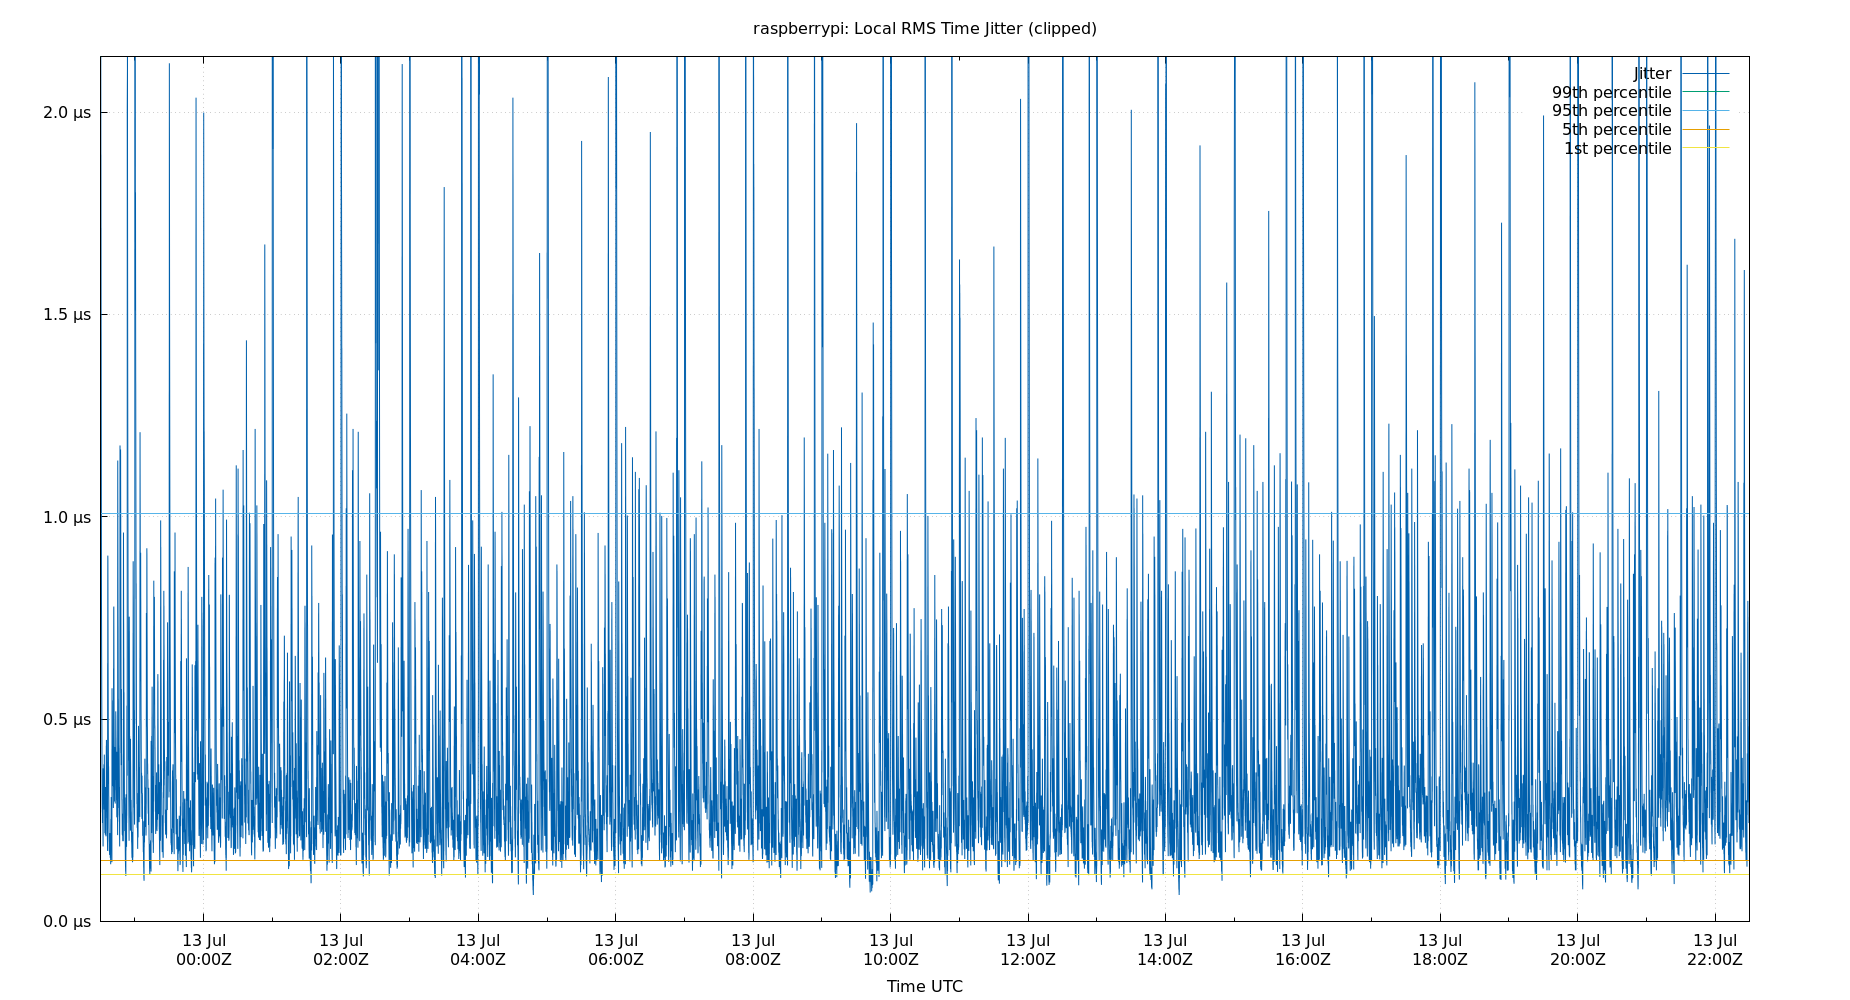 raspberrypi: Local RMS Time Jitter (clipped)
Jitter
99th percentile
95th percentile
5th percentile
1st percentile
2.0 µs
1.5 µs
1.0 µs
0.5 µs
0.0 µs
13 Jul 13 Jul 13 Jul 13 Jul 13 Jul 13 Jul 13 Jul 13 Jul 13 Jul 13 Jul 13 Jul 13 Jul
00:00Z 02:00Z 04:00Z 06:00Z 08:00Z 10:00Z 12:00Z 14:00Z 16:00Z 18:00Z 20:00Z 22:00Z
Time UTC